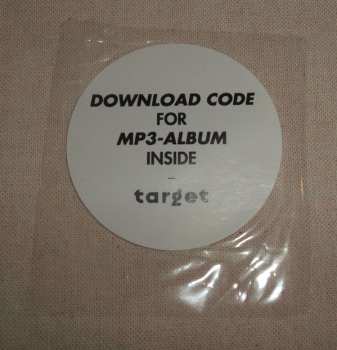 DOWNLOAD CODE
FOR
MP3-ALBUM
INSIDE
–
target